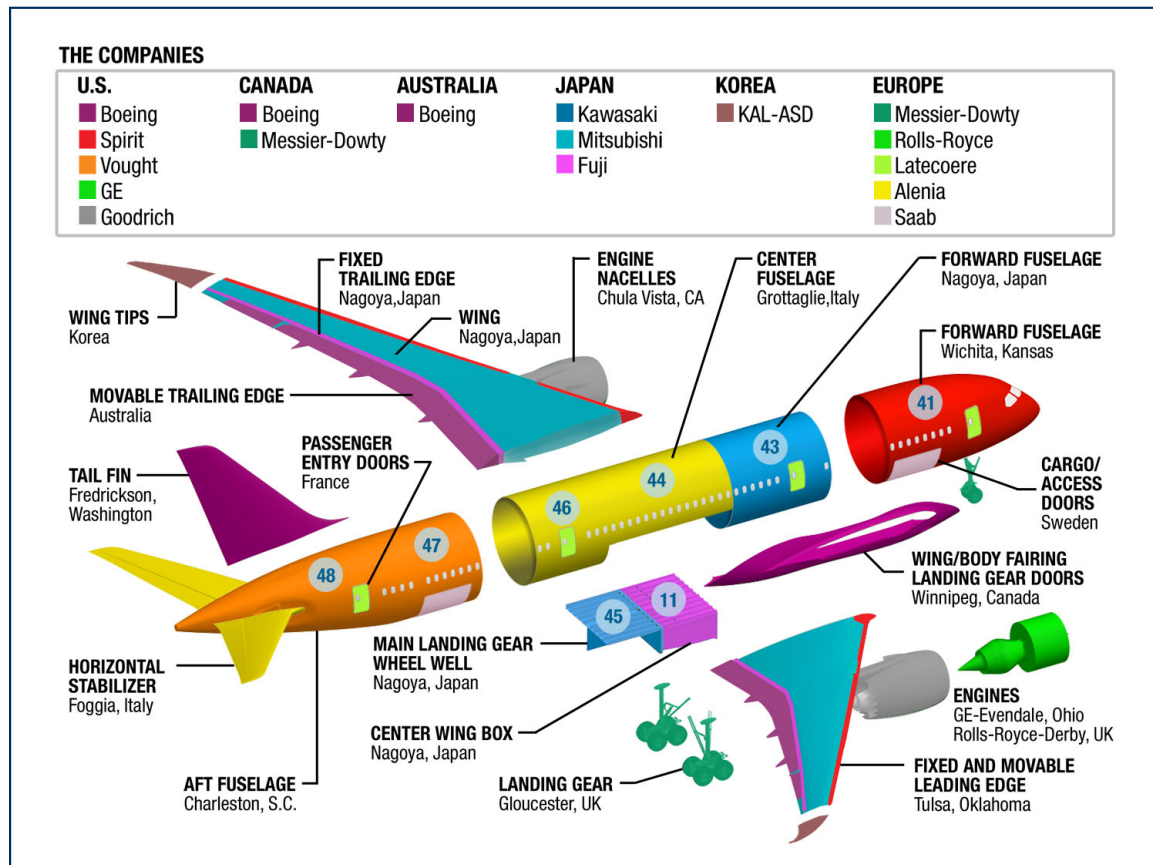 THE COMPANIES
U.S.
Boeing
Spirit
Vought
GE
Goodrich
CANADA
Boeing
Messier-Dowty
AUSTRALIA
Boeing
JAPAN
Kawasaki
Mitsubishi
Fuji
KOREA
KAL-ASD
EUROPE
Messier-Dowty
Rolls-Royce
Latecoere
Alenia
Saab
FIXED
TRAILING EDGE
Nagoya,Japan
ENGINE
NACELLES
Chula Vista, CA
CENTER
FUSELAGE
Grottaglie,Italy
FORWARD FUSELAGE
Nagoya, Japan
WING TIPS
Korea
WING
Nagoya,Japan
FORWARD FUSELAGE
Wichita, Kansas
MOVABLE TRAILING EDGE
Australia
41
PASSENGER
ENTRY DOORS
France
43
44
46
TAIL FIN
Fredrickson,
Washington
CARGO/
ACCESS
DOORS
Sweden
47
48
WING/BODY FAIRING
LANDING GEAR DOORS
Winnipeg, Canada
11
45
MAIN LANDING GEAR
WHEEL WELL
Nagoya, Japan
HORIZONTAL
STABILIZER
Foggia, Italy
ENGINES
GE-Evendale, Ohio
Rolls-Royce-Derby, UK
CENTER WING BOX
Nagoya, Japan
AFT FUSELAGE
Charleston, S.C.
LANDING GEAR
Gloucester, UK
FIXED AND MOVABLE
LEADING EDGE
Tulsa, Oklahoma